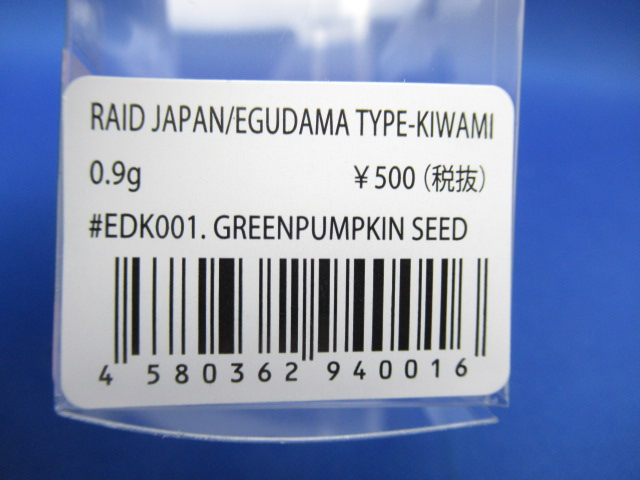 RAID JAPAN/EGUDAMA TYPE-KIWAMI
0.9g ¥500(税抜)
#EDK001. GREENPUMPKIN SEED
4 580362 940016